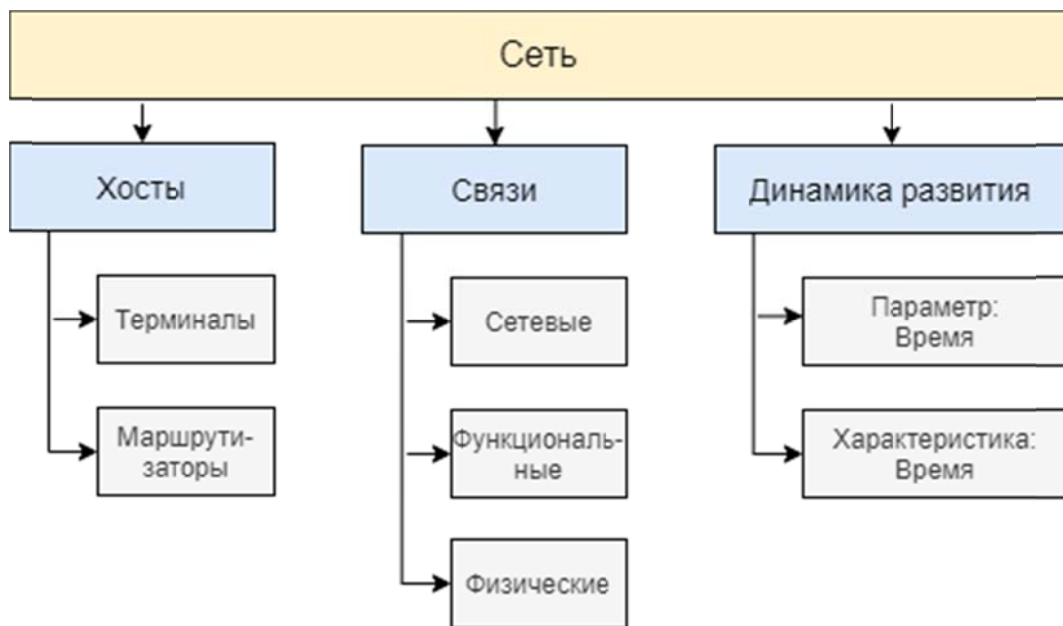 Сеть
Хосты
Терминалы
Маршрути-
заторы
Связи
Сетевые
Функциональ-
ные
Физические
Динамика развития
Параметр:
Время
Характеристика:
Время